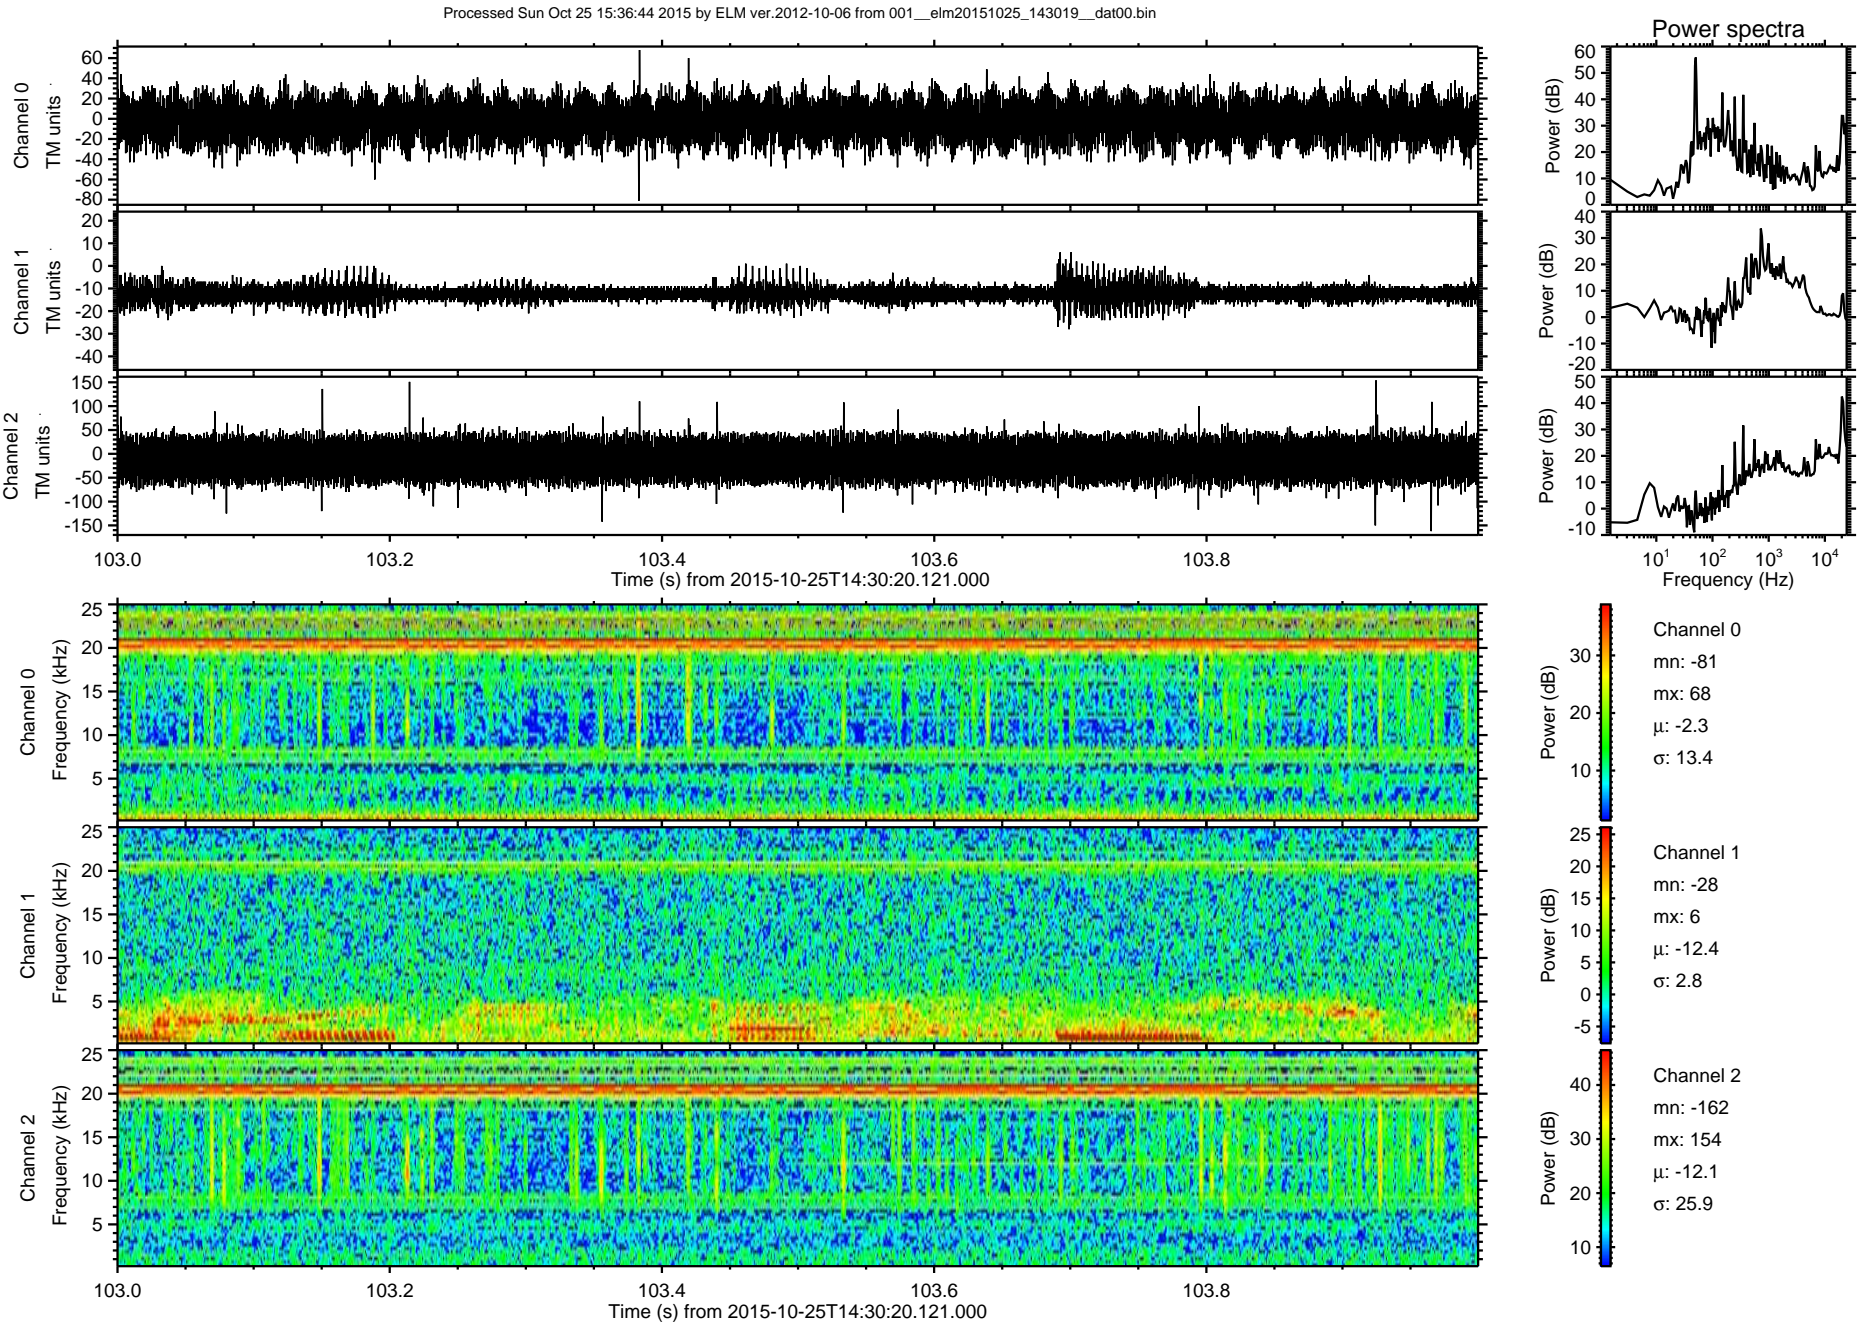 Processed Sun Oct 25 15:36:44 2015 by ELM ver.2012-10-06 from 001__elm20151025_143019__dat00.bin
Power spectra
Channel 0
TM units
60
40
20
0
-20
-40
-60
-80
Power (dB)
60
50
40
30
20
10
0
Channel 1
TM units
20
10
0
-10
-20
-30
-40
Power (dB)
40
30
20
10
0
-10
-20
Channel 2
TM units
150
100
50
0
-50
-100
-150
Power (dB)
50
40
30
20
10
0
-10
103.0 103.2 103.4 103.6 103.8
Time (s) from 2015-10-25T14:30:20.121.000
10^1 10^2 10^3 10^4
Frequency (Hz)
Channel 0
Frequency (kHz)
25
20
15
10
5
Power (dB)
30
20
10
Channel 0
mn: -81
mx: 68
µ: -2.3
σ: 13.4
Channel 1
Frequency (kHz)
25
20
15
10
5
Power (dB)
25
20
15
10
5
0
-5
Channel 1
mn: -28
mx: 6
µ: -12.4
σ: 2.8
Channel 2
Frequency (kHz)
25
20
15
10
5
Power (dB)
40
30
20
10
Channel 2
mn: -162
mx: 154
µ: -12.1
σ: 25.9
103.0 103.2 103.4 103.6 103.8
Time (s) from 2015-10-25T14:30:20.121.000